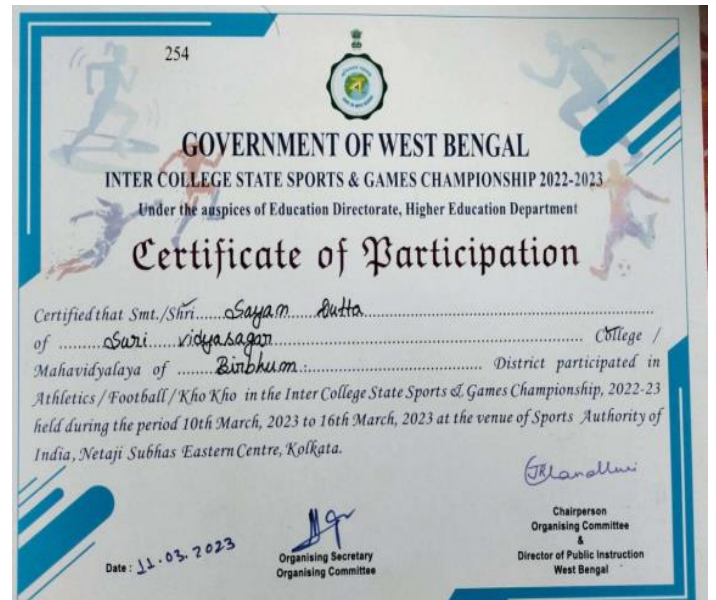 254
GOVERNMENT OF WEST BENGAL
INTER COLLEGE STATE SPORTS & GAMES CHAMPIONSHIP 2022-2023
Under the auspices of Education Directorate, Higher Education Department
Certificate of Participation
Certified that Smt./Shri......Sayan Dutta......
of ......Suri vidyasagar...... College /
Mahavidyalaya of ......Birbhum...... District participated in
Athletics / Football / Kho Kho in the Inter College State Sports & Games Championship, 2022-23
held during the period 10th March, 2023 to 16th March, 2023 at the venue of Sports Authority of
India, Netaji Subhas Eastern Centre, Kolkata.
Date : 11.03.2023
Organising Secretary
Organising Committee
Chairperson
Organising Committee
&
Director of Public Instruction
West Bengal